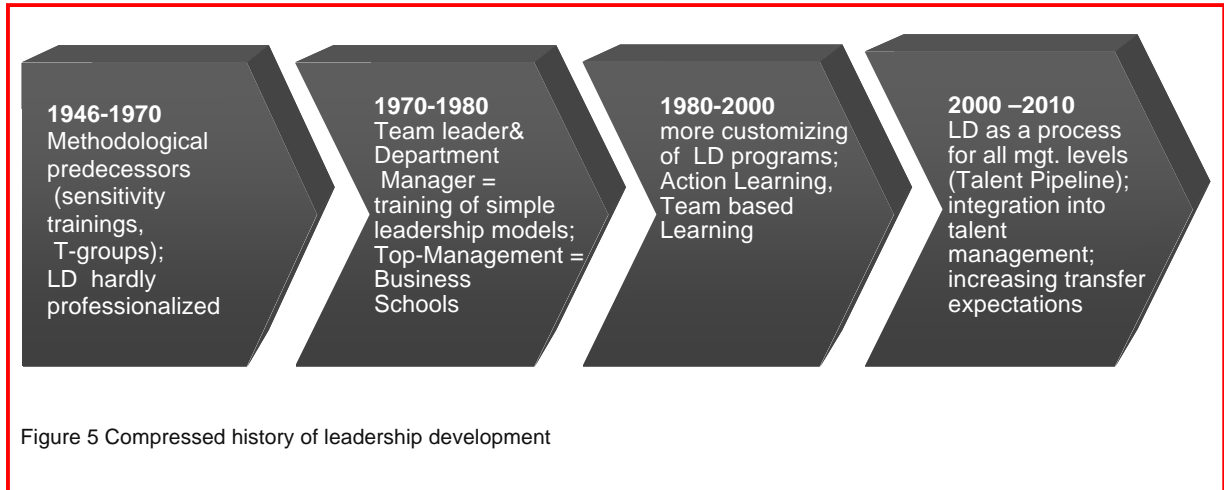 1946-1970
Methodological
predecessors
(sensitivity
trainings,
T-groups);
LD hardly
professionalized
1970-1980
Team leader&
Department
Manager =
training of simple
leadership models;
Top-Management =
Business
Schools
1980-2000
more customizing
of LD programs;
Action Learning,
Team based
Learning
2000 –2010
LD as a process
for all mgt. levels
(Talent Pipeline);
integration into
talent
management;
increasing transfer
expectations
Figure 5 Compressed history of leadership development